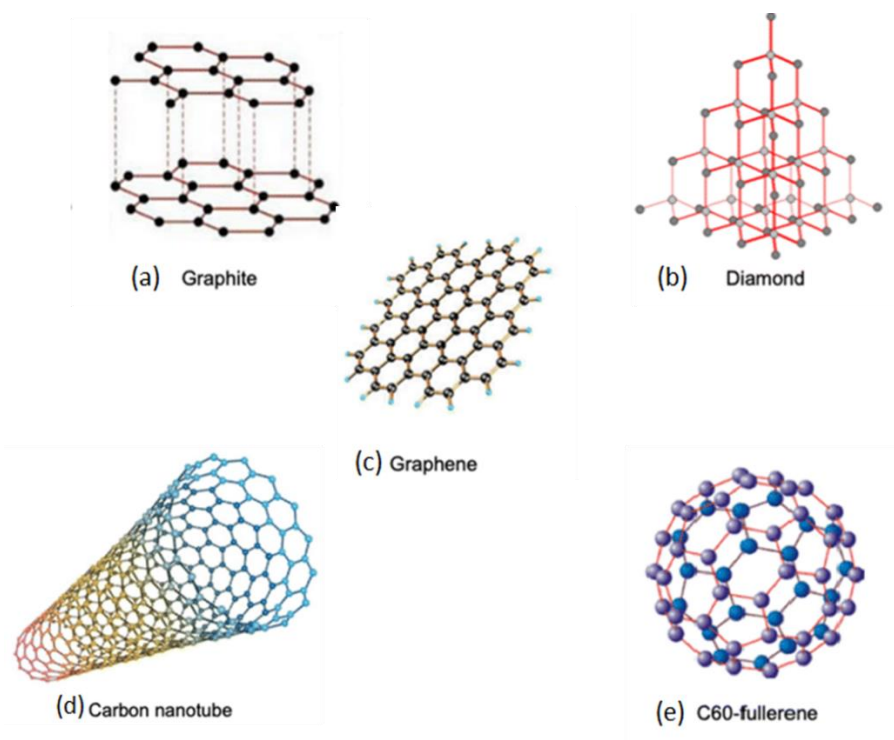 (a) Graphite
(b) Diamond
(c) Graphene
(d) Carbon nanotube
(e) C60-fullerene